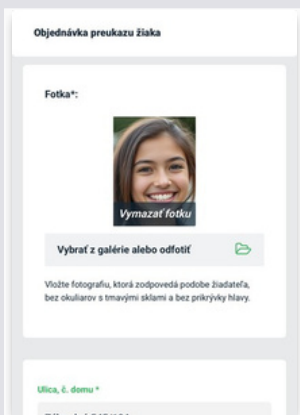 Objednávka preukazu žiaka
Fotka*:
Vymazať fotku
Vybrať z galérie alebo odfotiť
Vložte fotografiu, ktorá zodpovedá podobe žiadateľa,
bez okuliarov s tmavými sklami a bez prikrývky hlavy.
Ulica, č. domu *